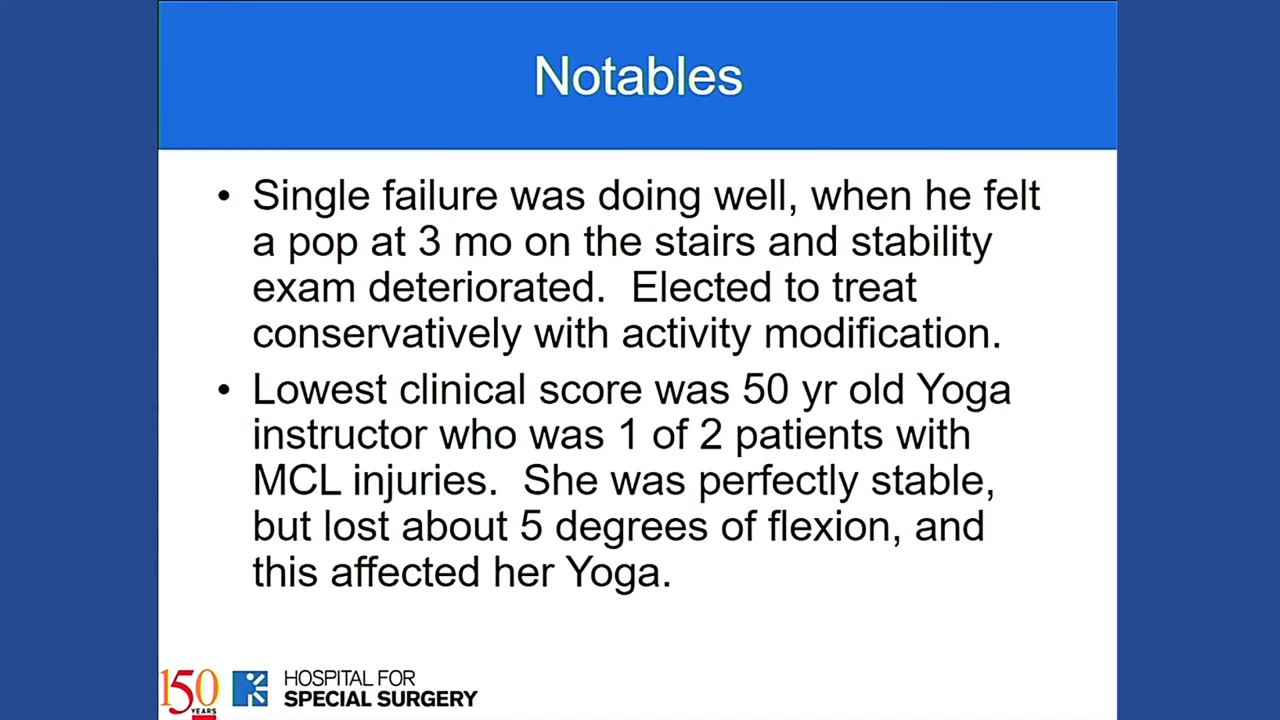 Notables
• Single failure was doing well, when he felt
a pop at 3 mo on the stairs and stability
exam deteriorated.  Elected to treat
conservatively with activity modification.
• Lowest clinical score was 50 yr old Yoga
instructor who was 1 of 2 patients with
MCL injuries.  She was perfectly stable,
but lost about 5 degrees of flexion, and
this affected her Yoga.
150
YEARS
HOSPITAL FOR
SPECIAL SURGERY